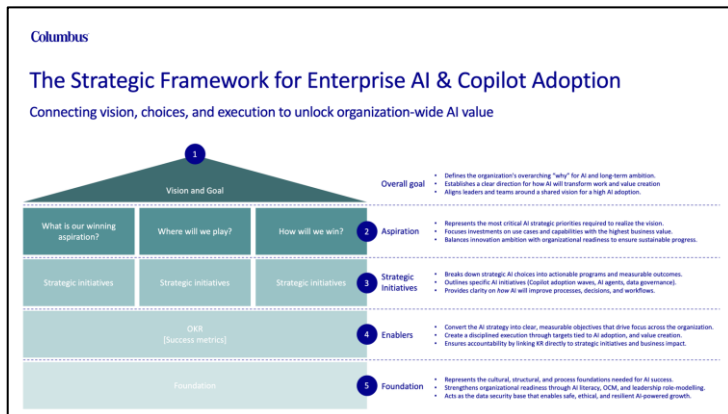 Columbus
The Strategic Framework for Enterprise AI & Copilot Adoption
Connecting vision, choices, and execution to unlock organization-wide AI value
1
Vision and Goal
Overall goal
• Defines the organization's overarching "why" for AI and long-term ambition.
• Establishes a clear direction for how AI will transform work and value creation
• Aligns leaders and teams around a shared vision for a high AI adoption.
What is our winning
aspiration?
Where will we play?
How will we win?
2
Aspiration
• Represents the most critical AI strategic priorities required to realize the vision.
• Focuses investments on use cases and capabilities with the highest business value.
• Balances innovation ambition with organizational readiness to ensure sustainable progress.
Strategic initiatives
Strategic initiatives
Strategic initiatives
3
Strategic
Initiatives
• Breaks down strategic AI choices into actionable programs and measurable outcomes.
• Outlines specific AI initiatives (Copilot adoption waves, AI agents, data governance).
• Provides clarity on how AI will improve processes, decisions, and workflows.
OKR
[Success metrics]
4
Enablers
• Convert the AI strategy into clear, measurable objectives that drive focus across the organization.
• Create a disciplined execution through targets tied to AI adoption, and value creation.
• Ensures accountability by linking KR directly to strategic initiatives and business impact.
Foundation
5
Foundation
• Represents the cultural, structural, and process foundations needed for AI success.
• Strengthens organizational readiness through AI literacy, OCM, and leadership role-modelling.
• Acts as the data security base that enables safe, ethical, and resilient AI-powered growth.